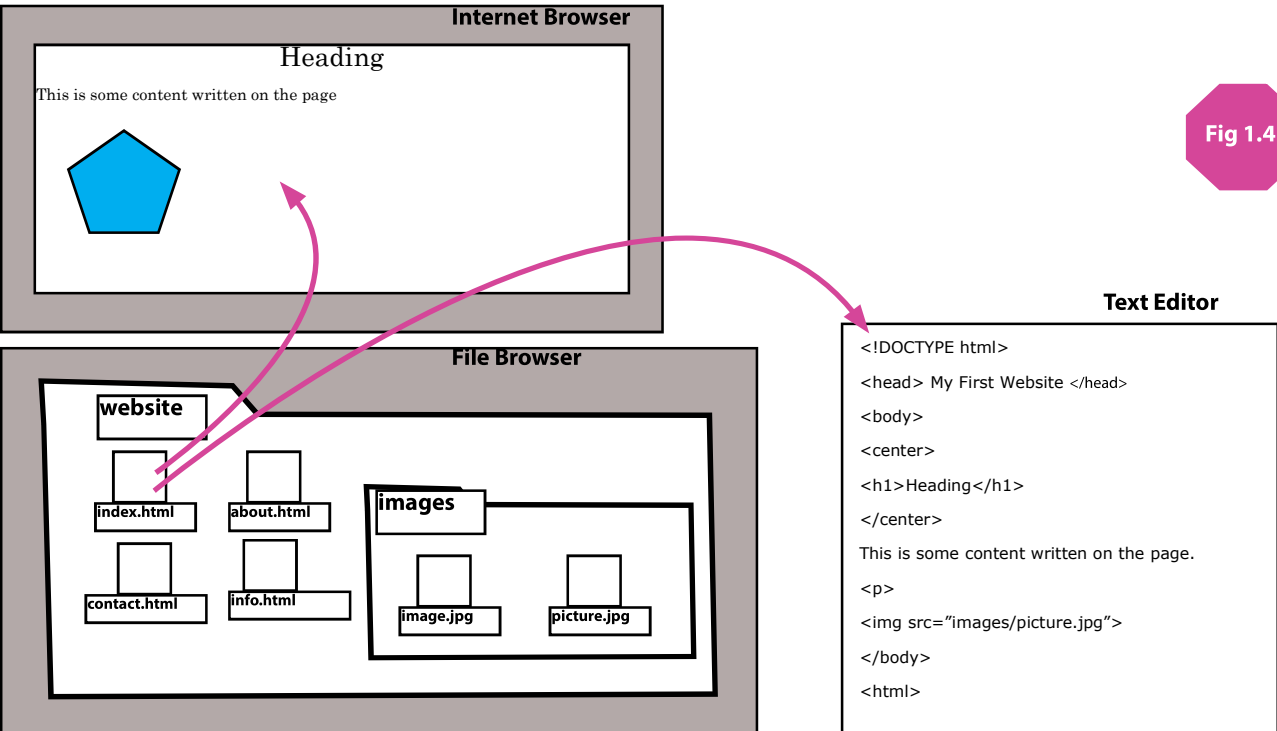 Internet Browser
Heading
This is some content written on the page
Fig 1.4
File Browser
website
index.html
about.html
contact.html
info.html
images
image.jpg
picture.jpg
Text Editor
<!DOCTYPE html>
<head> My First Website </head>
<body>
<center>
<h1>Heading</h1>
</center>
This is some content written on the page.
<p>
<img src=”images/picture.jpg”>
</body>
<html>